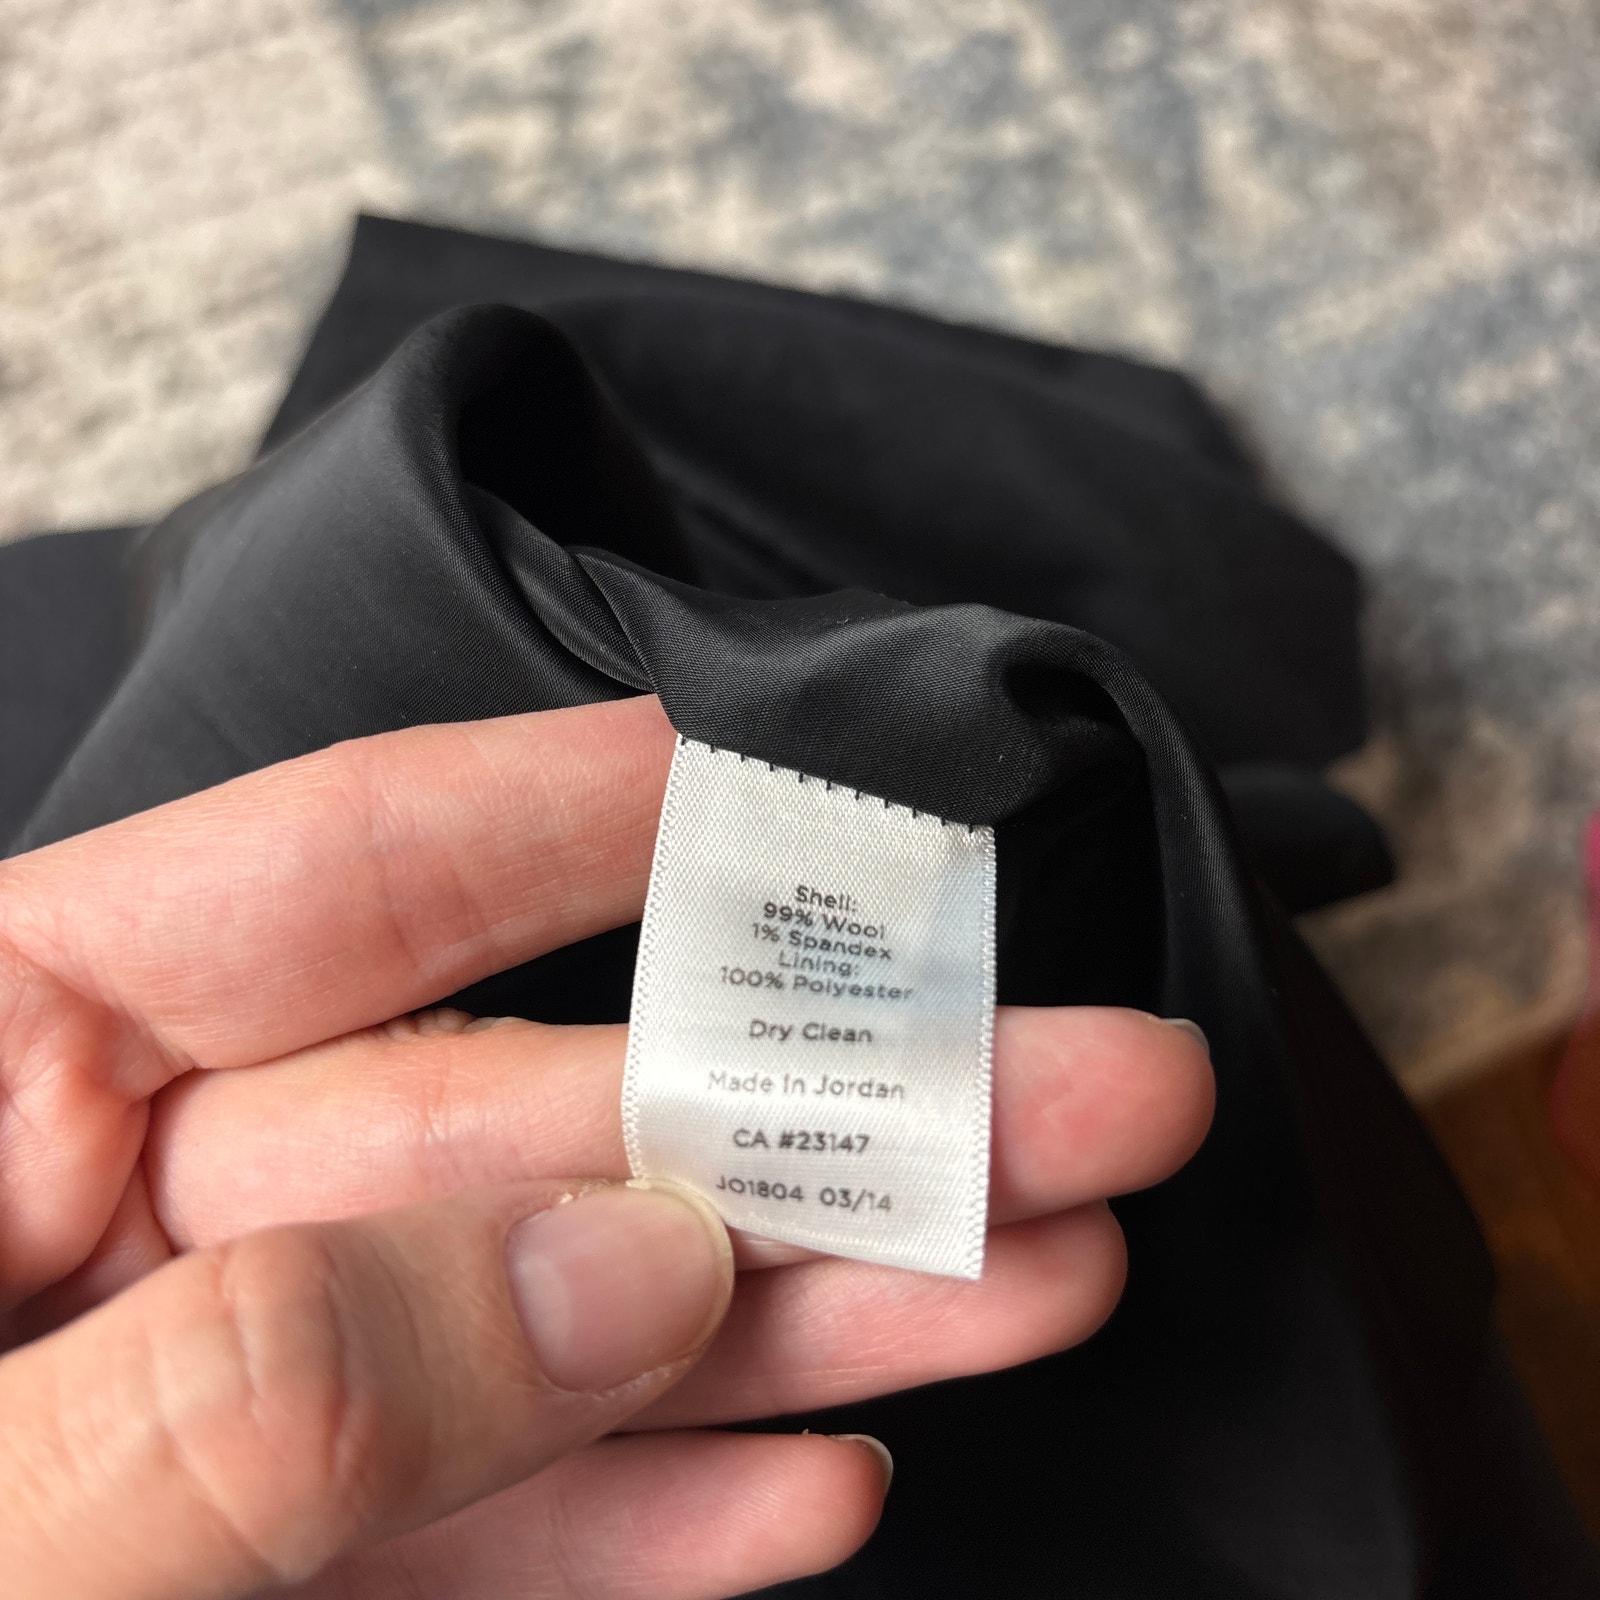 Shell:
99% Wool
1% Spandex
Lining:
100% Polyester
Dry Clean
Made In Jordan
CA #23147
JO1804 03/14